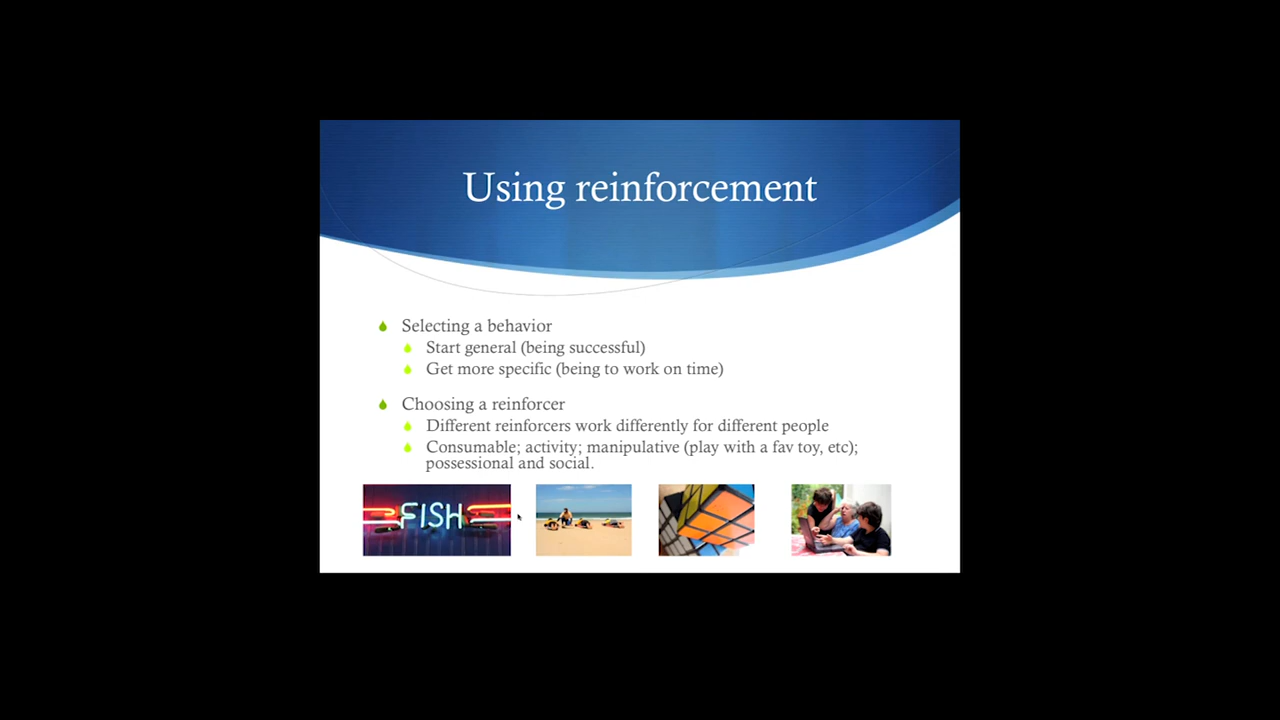 Using reinforcement
Selecting a behavior
Start general (being successful)
Get more specific (being to work on time)
Choosing a reinforcer
Different reinforcers work differently for different people
Consumable; activity; manipulative (play with a fav toy, etc);
possessional and social.
FISH